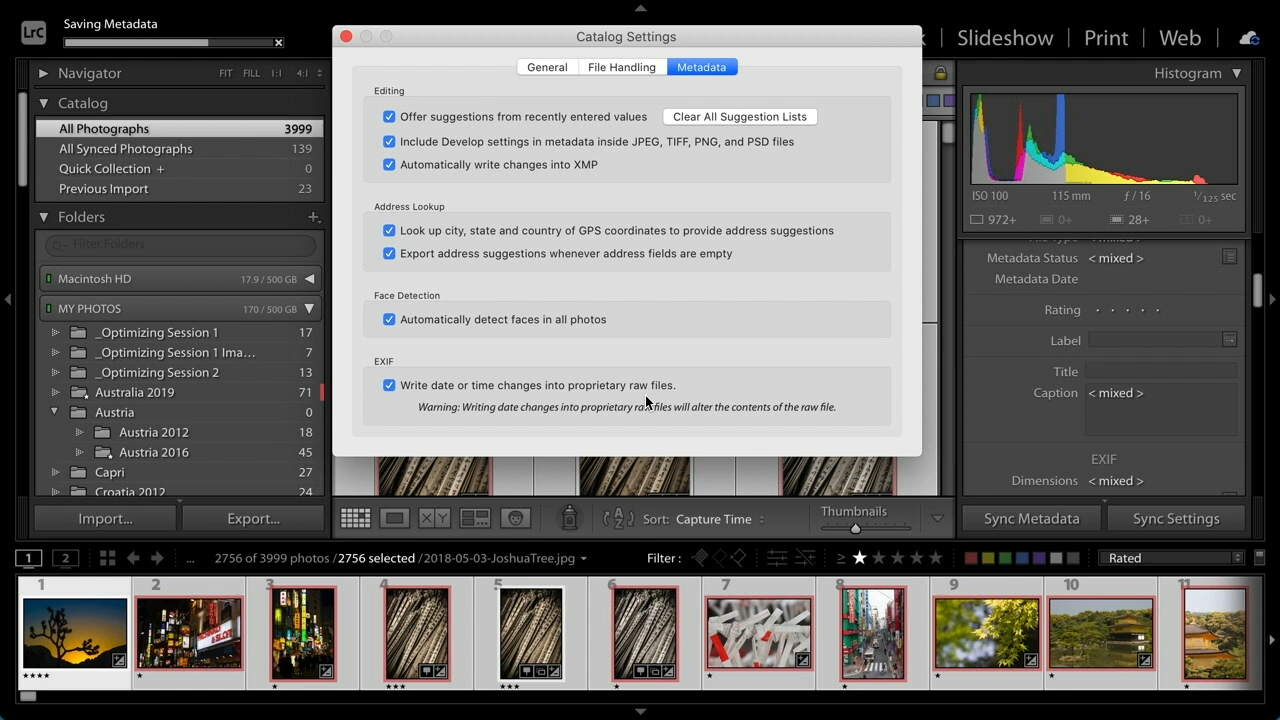 LrC
Saving Metadata
Catalog Settings
Slideshow | Print | Web
General File Handling Metadata
Navigator FIT FILL 1:1 4:1
Histogram
Catalog
Editing
All Photographs 3999
Offer suggestions from recently entered values Clear All Suggestion Lists
All Synced Photographs 139
Include Develop settings in metadata inside JPEG, TIFF, PNG, and PSD files
Quick Collection + 0
Automatically write changes into XMP
Previous Import 23
ISO 100 115 mm ƒ / 16 1/125 sec
Folders +
Address Lookup
972+ 0+ 28+ 0+
Filter Folders
Look up city, state and country of GPS coordinates to provide address suggestions
< mixed >
Export address suggestions whenever address fields are empty
Metadata Status < mixed >
Macintosh HD 17.9 / 500 GB
Metadata Date
Face Detection
MY PHOTOS 170 / 500 GB
Rating . . . . .
Automatically detect faces in all photos
_Optimizing Session 1 17
Label
_Optimizing Session 1 Ima... 7
EXIF
_Optimizing Session 2 13
Title
Write date or time changes into proprietary raw files.
Australia 2019 71
Caption < mixed >
Warning: Writing date changes into proprietary raw files will alter the contents of the raw file.
Austria 0
Austria 2012 18
Austria 2016 45
EXIF
Capri 27
Dimensions < mixed >
Croatia 2012 24
Import... Export...
Sort: Capture Time
Thumbnails
Sync Metadata Sync Settings
1 2 ... 2756 of 3999 photos / 2756 selected / 2018-05-03-JoshuaTree.jpg Filter : ≥ ★ ★ ★ ★ ★ Rated
1 2 3 4 5 6 7 8 9 10 11